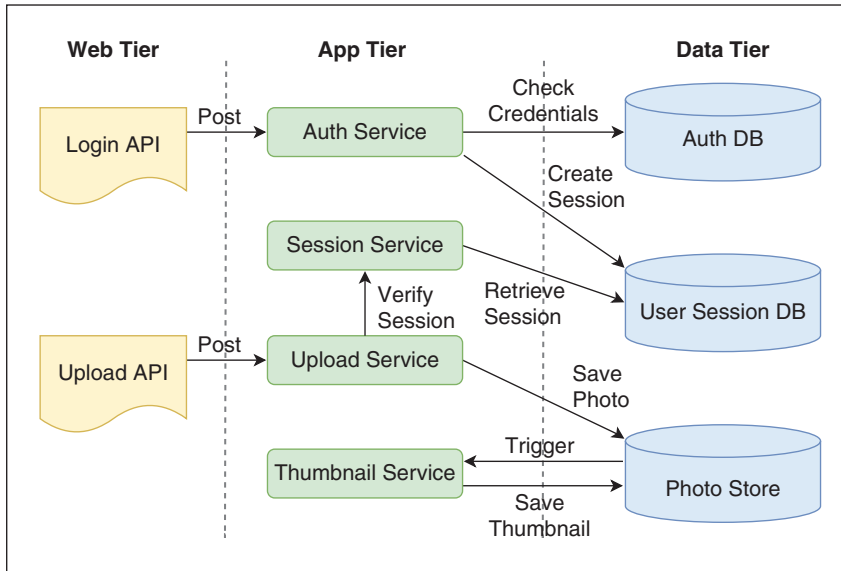 Web Tier
App Tier
Data Tier
Login API
Post
Auth Service
Check
Credentials
Auth DB
Create
Session
Session Service
Retrieve
Session
User Session DB
Verify
Session
Upload API
Post
Upload Service
Save
Photo
Thumbnail Service
Trigger
Save
Thumbnail
Photo Store